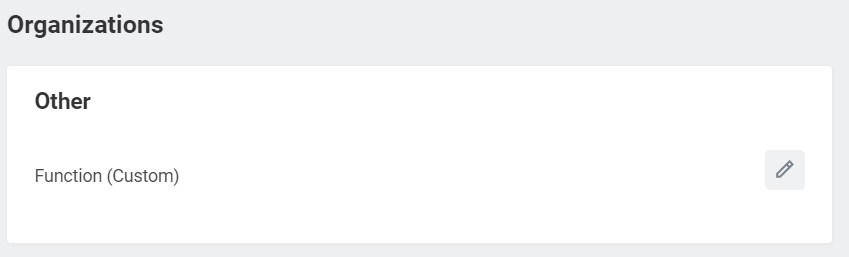 Organizations
Other
Function (Custom)